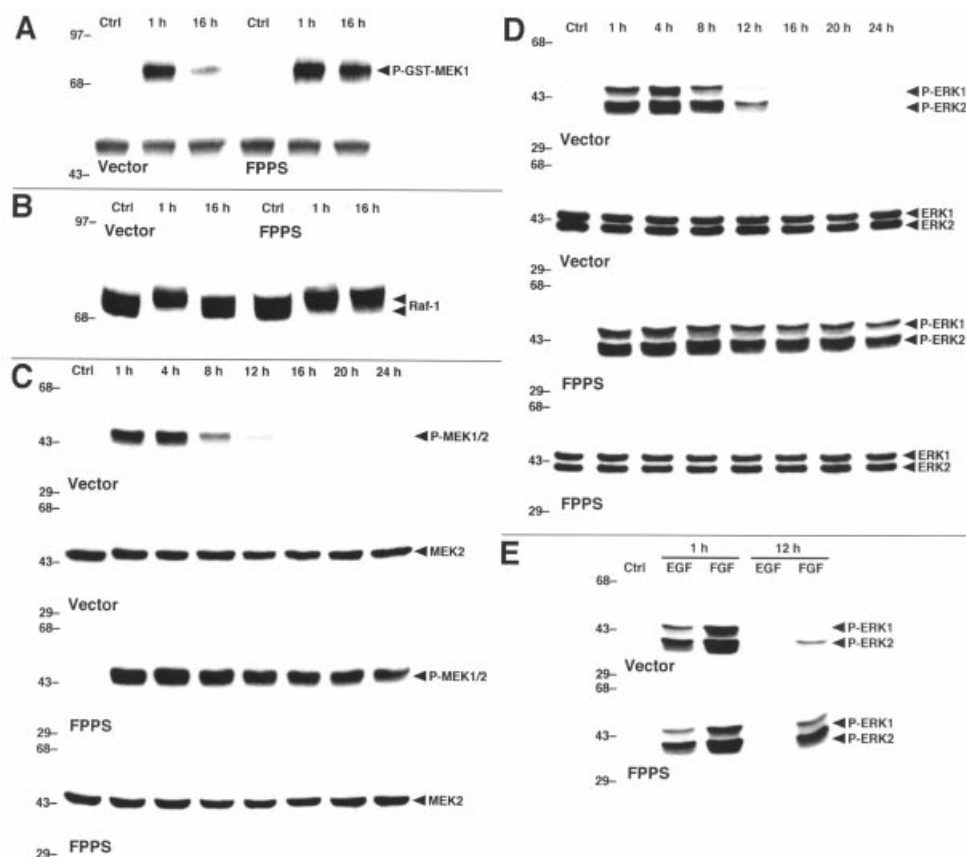 A
Ctrl 1 h 16 h Ctrl 1 h 16 h
97–
P-GST-MEK1
68–
43–
Vector FPPS
B
Ctrl 1 h 16 h Ctrl 1 h 16 h
97–
Vector FPPS
Raf-1
68–
C
Ctrl 1 h 4 h 8 h 12 h 16 h 20 h 24 h
68–
43–
P-MEK1/2
29–
Vector
68–
43–
MEK2
29–
Vector
68–
43–
P-MEK1/2
29–
FPPS
68–
43–
MEK2
29–
FPPS
D
Ctrl 1 h 4 h 8 h 12 h 16 h 20 h 24 h
68–
43–
P-ERK1
P-ERK2
29–
Vector
68–
43–
ERK1
ERK2
29–
Vector
68–
43–
P-ERK1
P-ERK2
29–
FPPS
68–
43–
ERK1
ERK2
29–
FPPS
E
1 h 12 h
Ctrl EGF FGF EGF FGF
68–
43–
P-ERK1
P-ERK2
29–
Vector
68–
43–
P-ERK1
P-ERK2
29–
FPPS